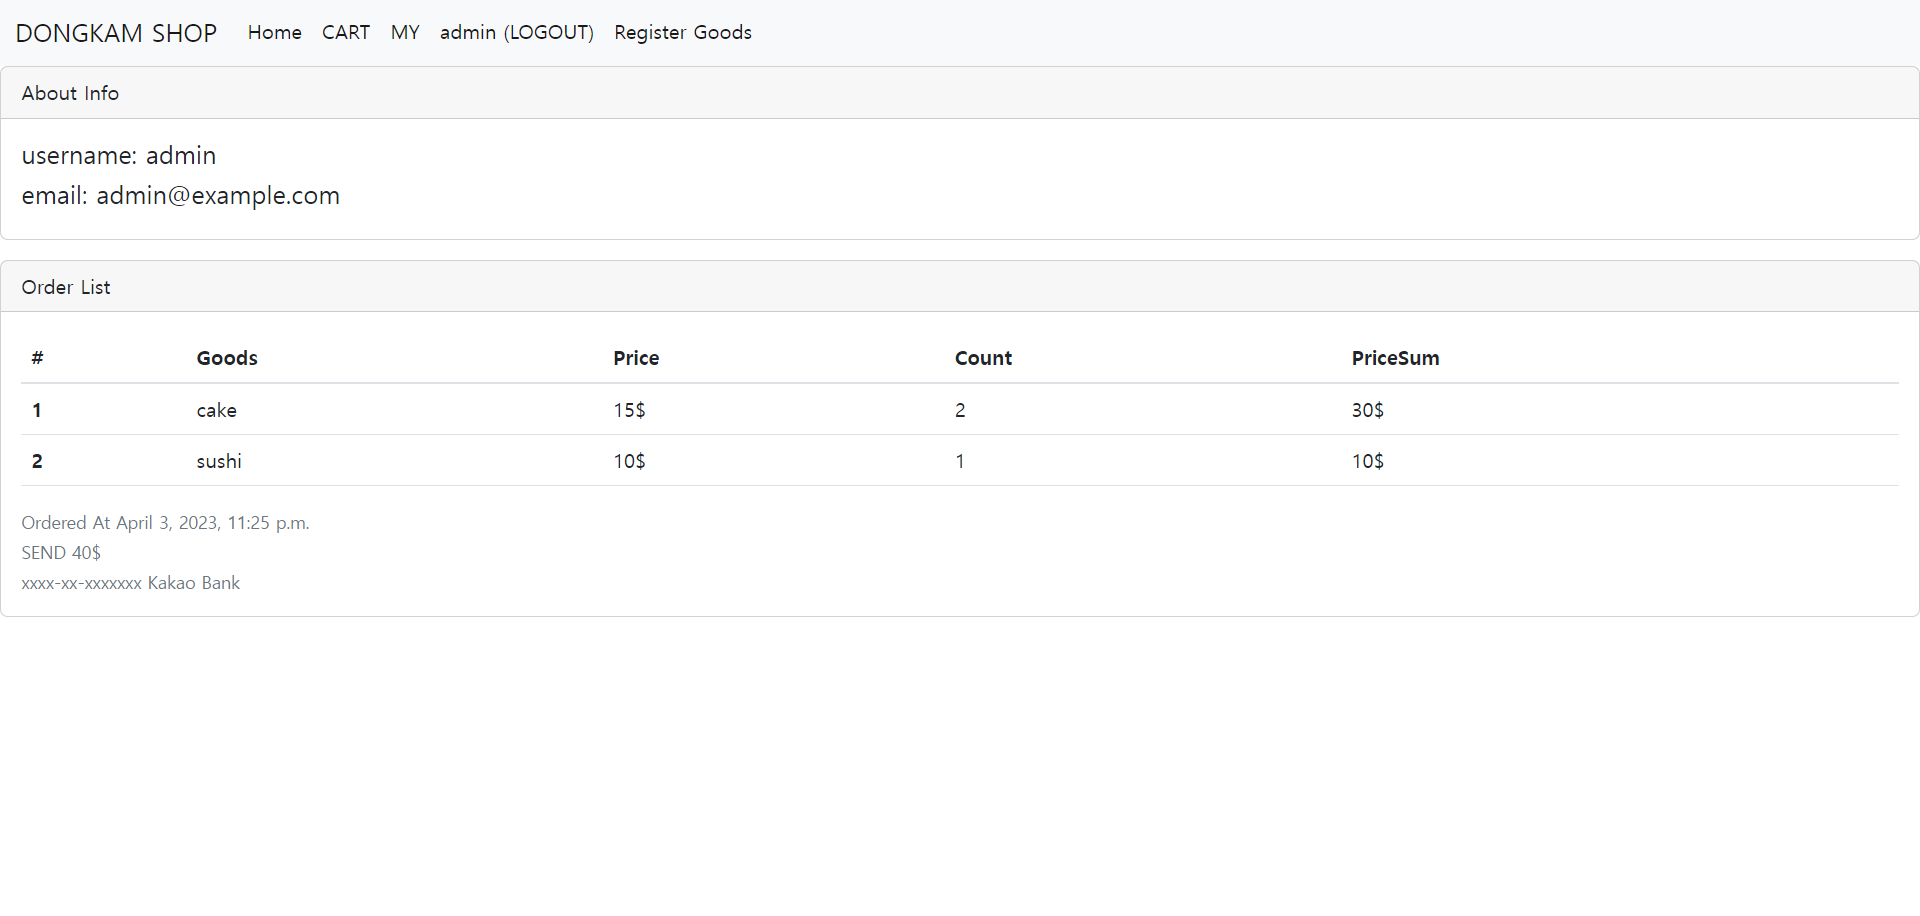 DONGKAM SHOP Home CART MY admin (LOGOUT) Register Goods
About Info
username: admin
email: admin@example.com
Order List
# Goods Price Count PriceSum
1 cake 15$ 2 30$
2 sushi 10$ 1 10$
Ordered At April 3, 2023, 11:25 p.m.
SEND 40$
xxxx-xx-xxxxxxx Kakao Bank